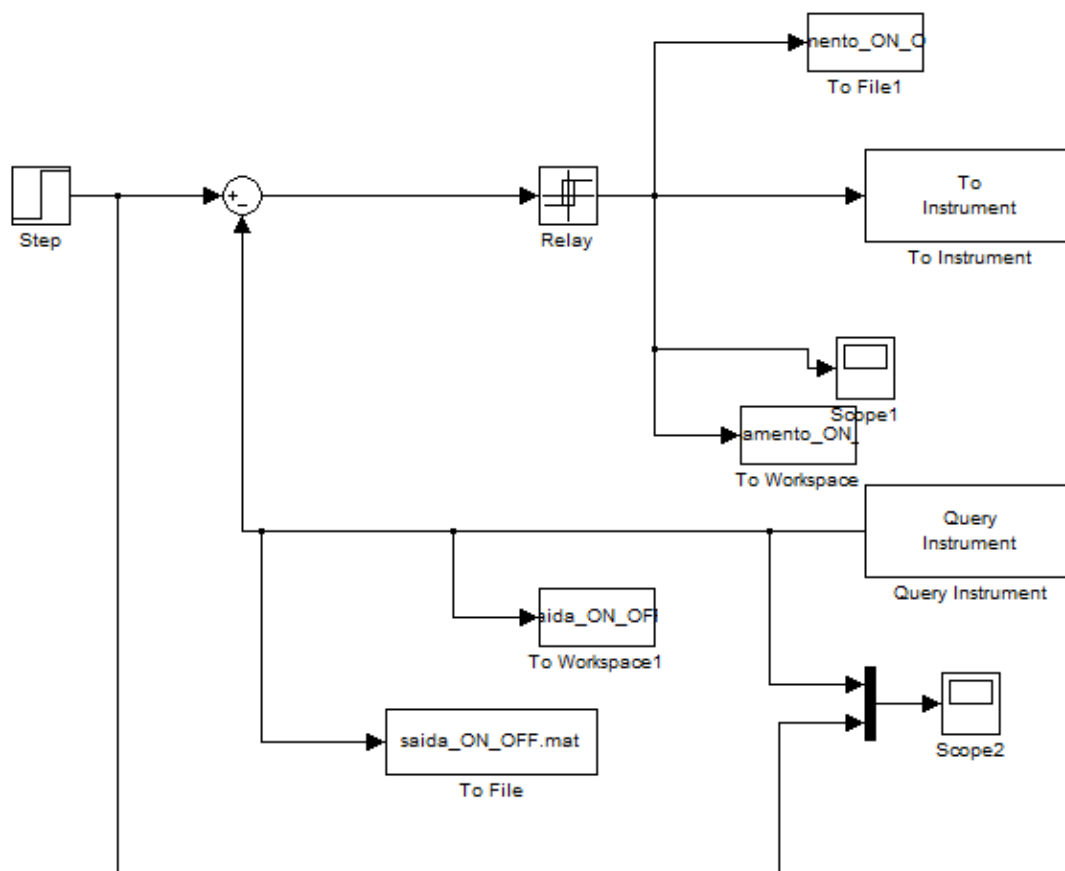 nento_ON_O
To File1
To
Instrument
To Instrument
Step
+
−
Relay
Scope1
amento_ON_
To Workspace
Query
Instrument
Query Instrument
aida_ON_OFF
To Workspace1
saida_ON_OFF.mat
To File
Scope2